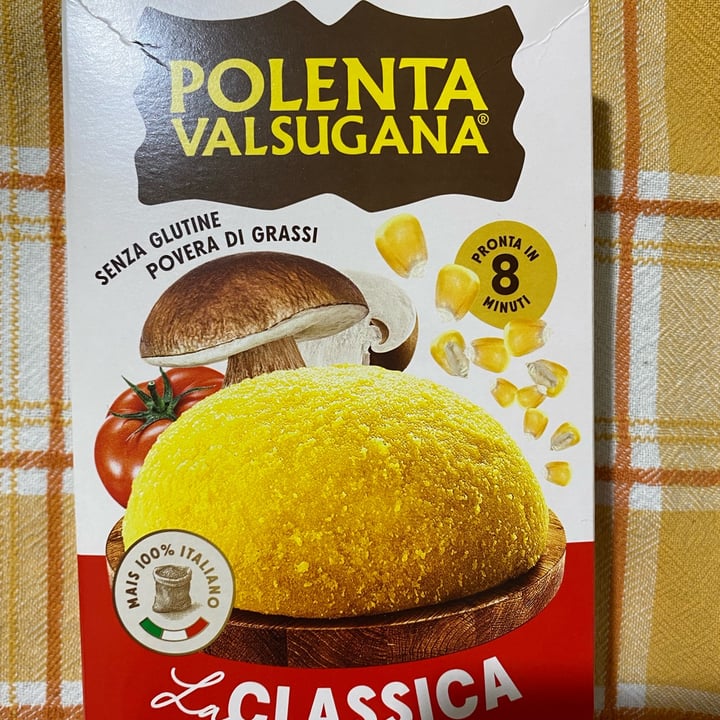 POLENTA
VALSUGANA®
SENZA GLUTINE
POVERA DI GRASSI
PRONTA IN
8
MINUTI
MAIS 100% ITALIANO
La CLASSICA